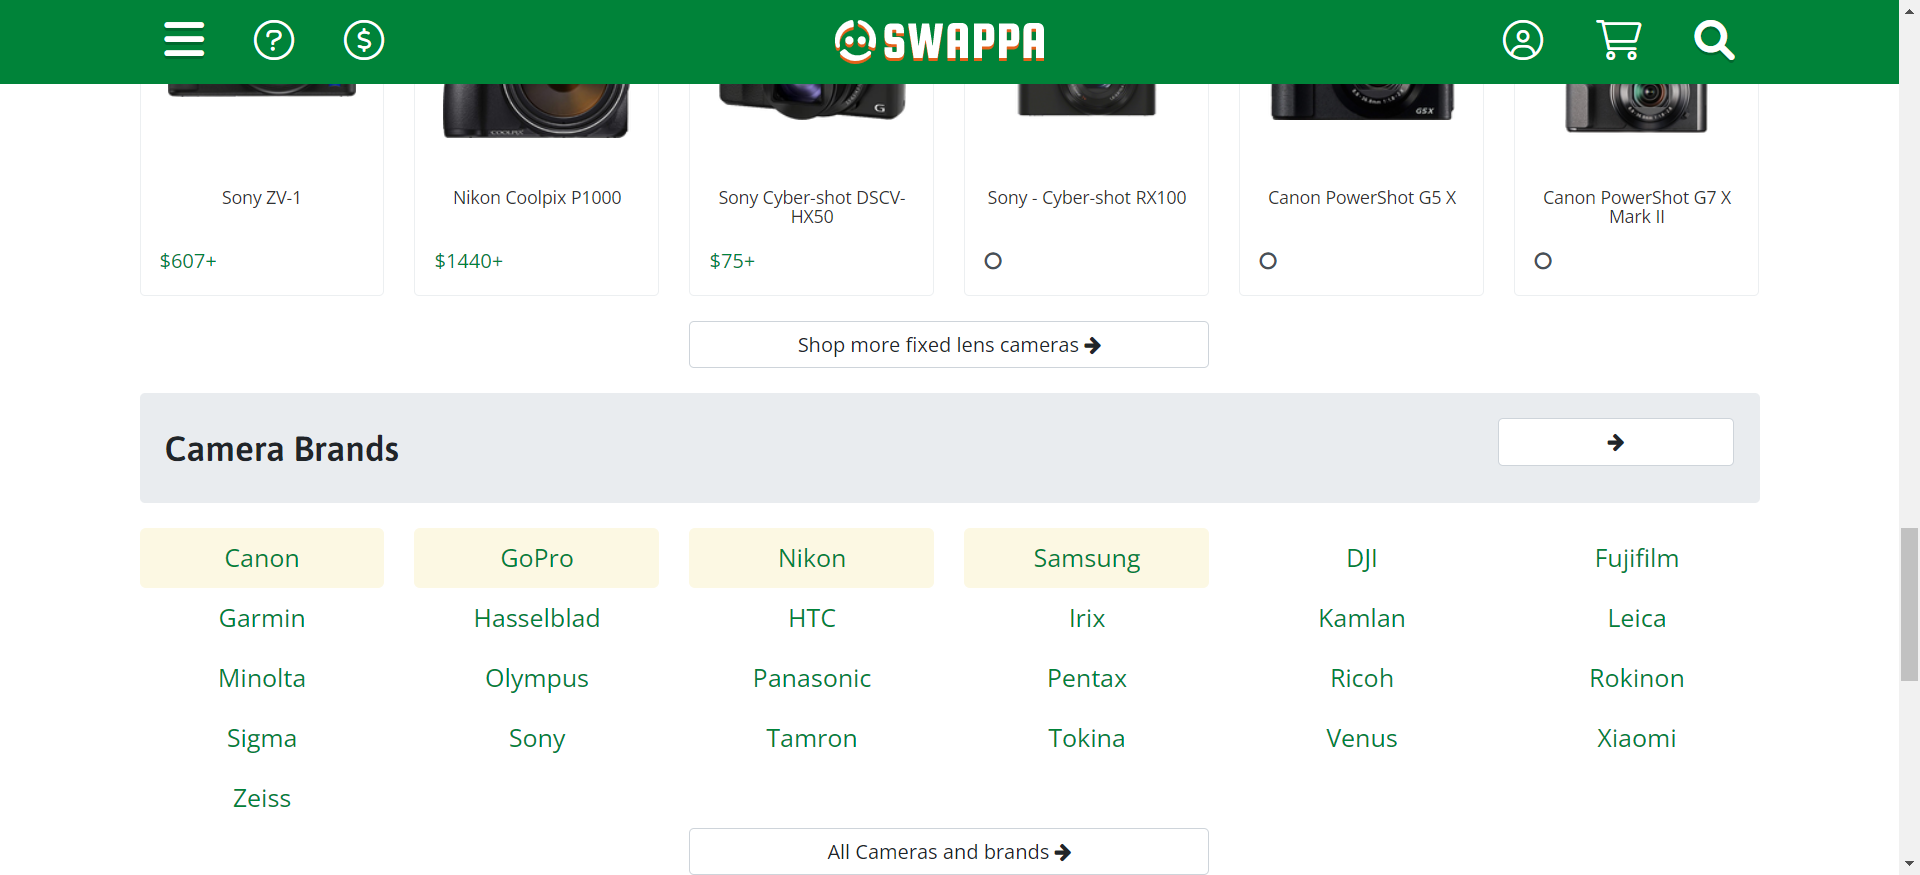 SWAPPA
COOLPIX
G
G5X
Sony ZV-1
Nikon Coolpix P1000
Sony Cyber-shot DSCV-
HX50
Sony - Cyber-shot RX100
Canon PowerShot G5 X
Canon PowerShot G7 X
Mark II
$607+
$1440+
$75+
Shop more fixed lens cameras
Camera Brands
Canon
GoPro
Nikon
Samsung
DJI
Fujifilm
Garmin
Hasselblad
HTC
Irix
Kamlan
Leica
Minolta
Olympus
Panasonic
Pentax
Ricoh
Rokinon
Sigma
Sony
Tamron
Tokina
Venus
Xiaomi
Zeiss
All Cameras and brands